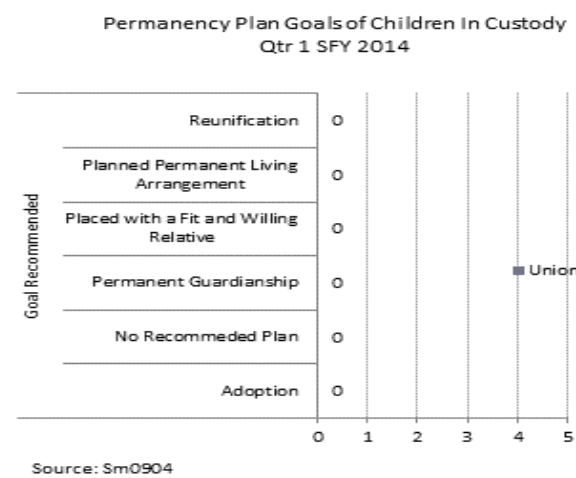 Permanency Plan Goals of Children In Custody
Qtr 1 SFY 2014
Goal Recommended
Reunification 0
Planned Permanent Living
Arrangement 0
Placed with a Fit and Willing
Relative 0
Permanent Guardianship 0
No Recommeded Plan 0
Adoption 0
Union
0 1 2 3 4 5
Source: Sm0904